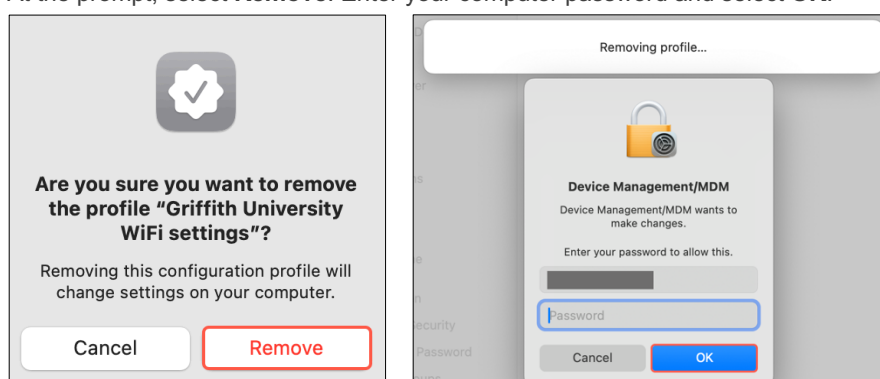 At the prompt, select Remove. Enter your computer password and select OK.
Are you sure you
want to remove
the profile “Griffith University
WiFi settings”?
Removing this configuration profile will
change settings on your computer.
Cancel
Remove
Removing profile...
Device Management/MDM
Device Management/MDM wants to
make changes.
Enter your password to allow this.
Password
Cancel
OK
er
os
e
n
ecurity
Password